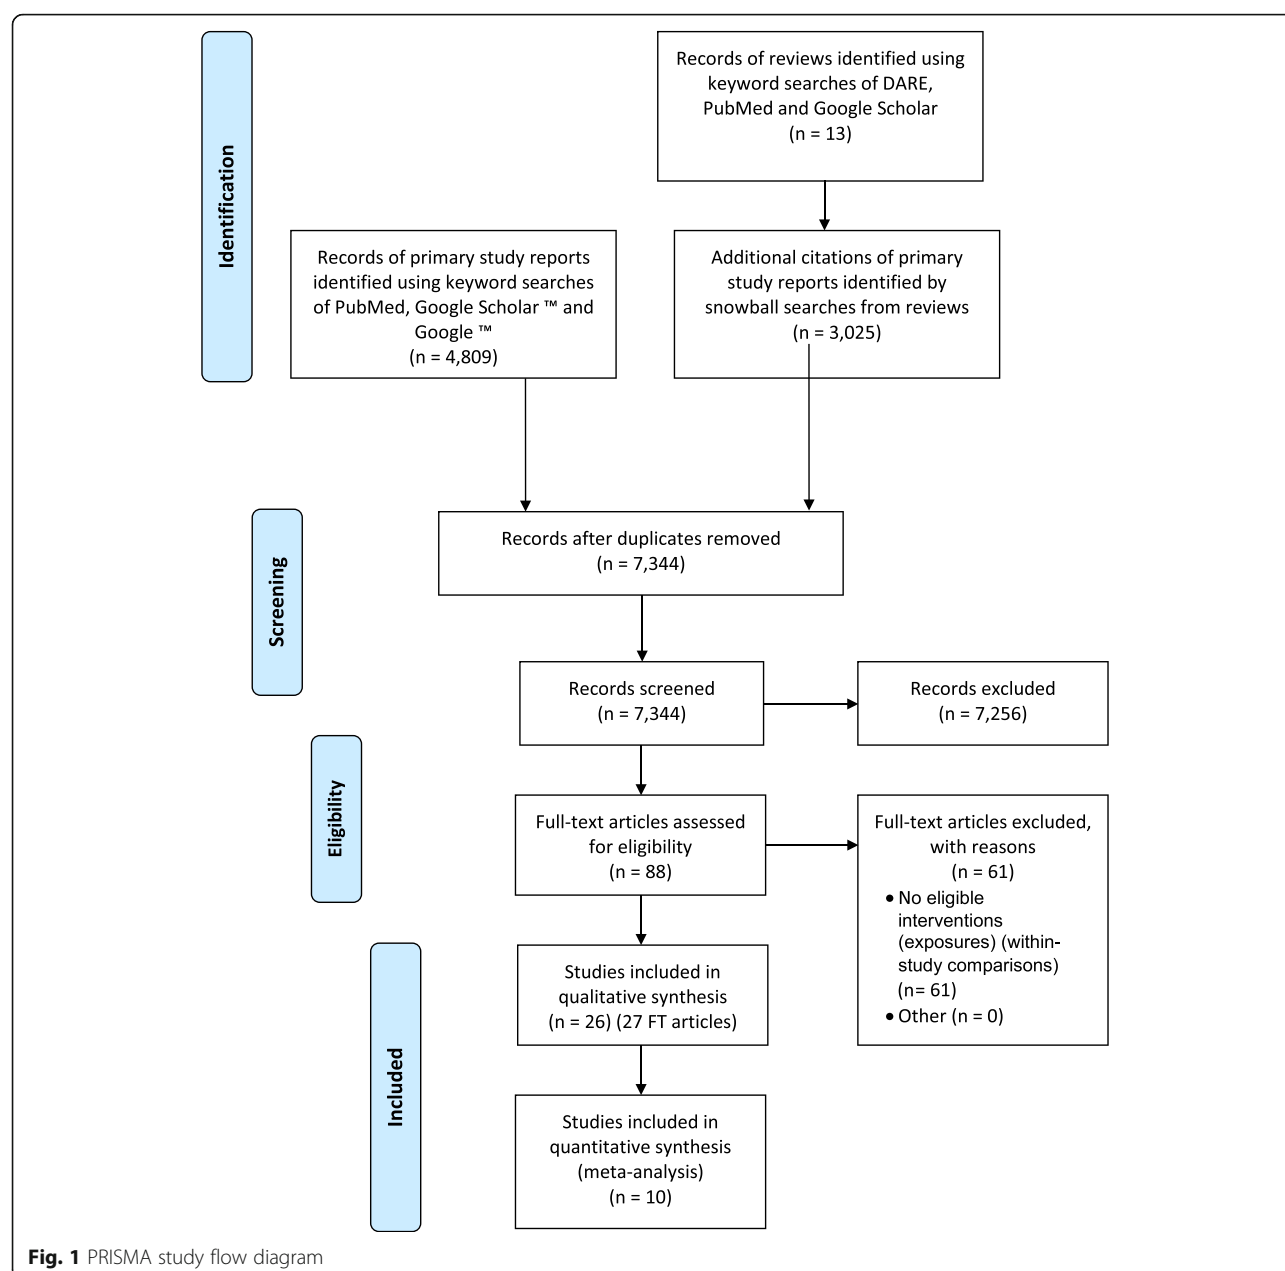 Identification
Records of reviews identified using
keyword searches of DARE,
PubMed and Google Scholar
(n = 13)
Records of primary study reports
identified using keyword searches
of PubMed, Google Scholar ™ and
Google ™
(n = 4,809)
Additional citations of primary
study reports identified by
snowball searches from reviews
(n = 3,025)
Screening
Records after duplicates removed
(n = 7,344)
Records screened
(n = 7,344)
Records excluded
(n = 7,256)
Eligibility
Full-text articles assessed
for eligibility
(n = 88)
Full-text articles excluded,
with reasons
(n = 61)
• No eligible
interventions
(exposures) (within-
study comparisons)
(n= 61)
• Other (n = 0)
Included
Studies included in
qualitative synthesis
(n = 26) (27 FT articles)
Studies included in
quantitative synthesis
(meta-analysis)
(n = 10)
Fig. 1 PRISMA study flow diagram